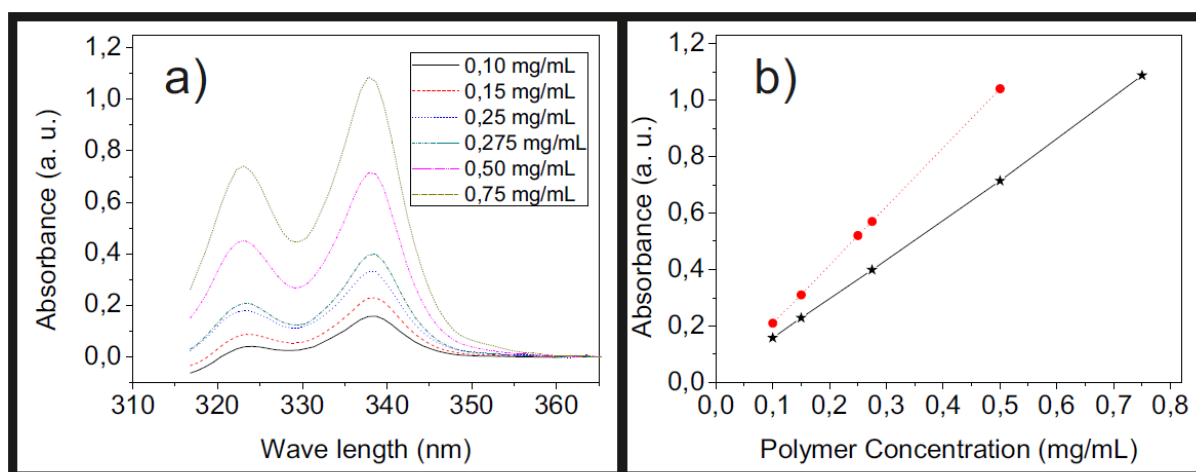 a)
1,2
1,0
0,8
0,6
0,4
0,2
0,0
Absorbance (a. u.)
0,10 mg/mL
0,15 mg/mL
0,25 mg/mL
0,275 mg/mL
0,50 mg/mL
0,75 mg/mL
310 320 330 340 350 360
Wave length (nm)
b)
1,2
1,0
0,8
0,6
0,4
0,2
0,0
Absorbance (a. u.)
0,0 0,1 0,2 0,3 0,4 0,5 0,6 0,7 0,8
Polymer Concentration (mg/mL)